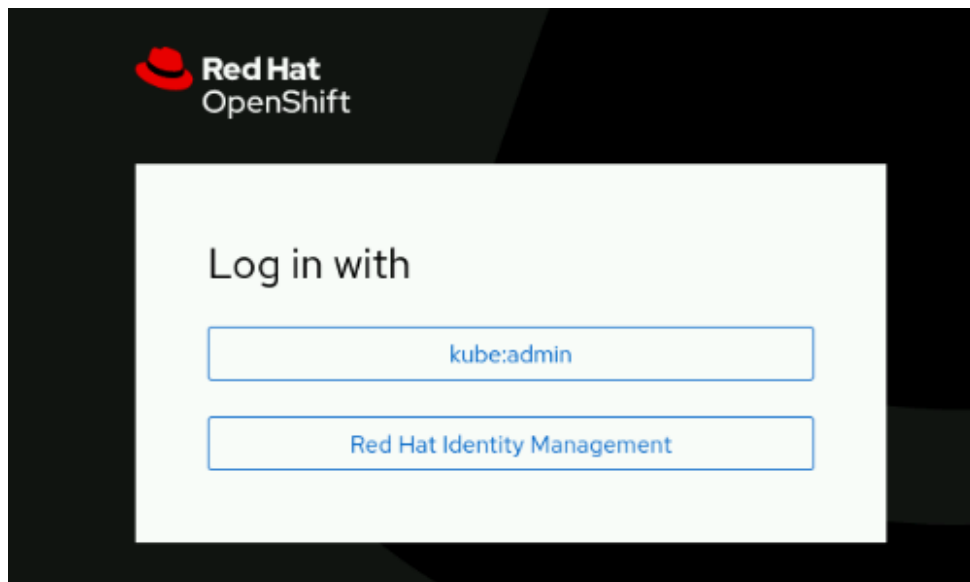 Red Hat
OpenShift
Log in with
kube:admin
Red Hat Identity Management